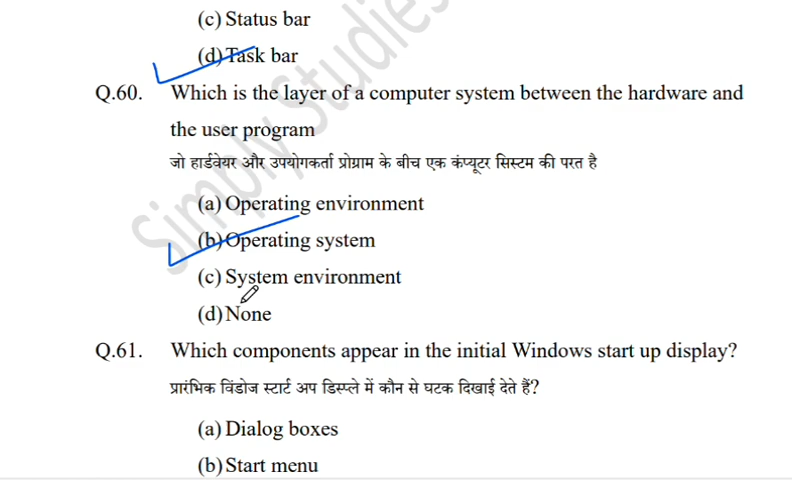 (c) Status bar
(d) Task bar
Q.60. Which is the layer of a computer system between the hardware and
the user program
जो हार्डवेयर और उपयोगकर्ता प्रोग्राम के बीच एक कंप्यूटर सिस्टम की परत है
(a) Operating environment
(b) Operating system
(c) System environment
(d) None
Q.61. Which components appear in the initial Windows start up display?
प्रारंभिक विंडोज स्टार्ट अप डिस्प्ले में कौन से घटक दिखाई देते हैं?
(a) Dialog boxes
(b) Start menu
Simply Studies